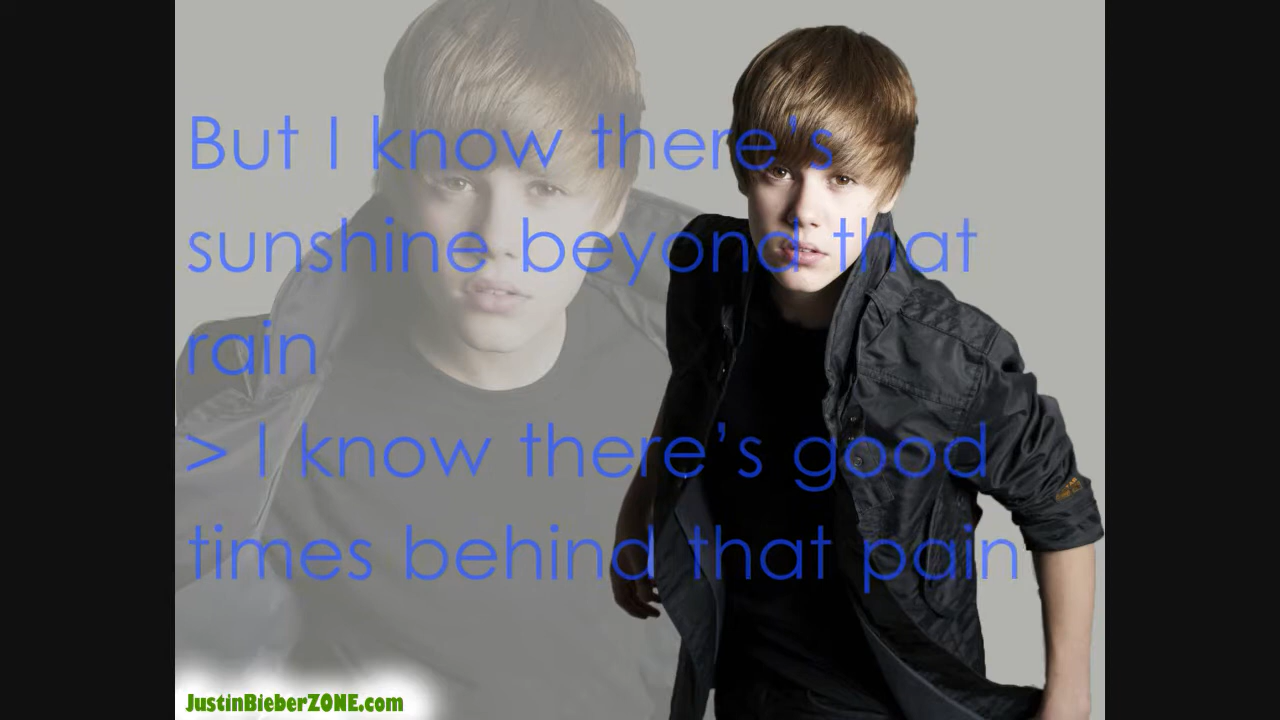 But I know there's
sunshine beyond that
rain
> I know there’s good
times behind that pain
JustinBieberZONE.com